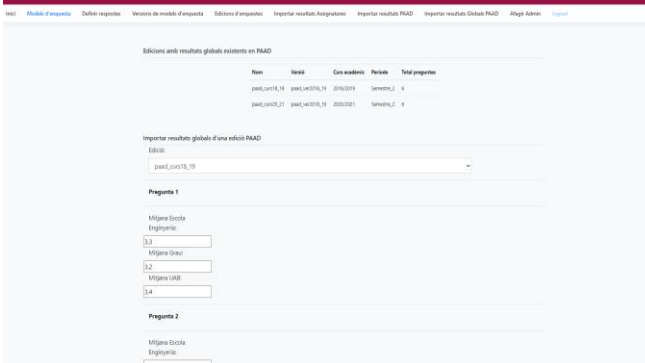 Inici Models d'enquesta Definir respostes Versions de models d'enquesta Edicions d'enquestes Importar resultats Assignatures Importar resultats PAAD Importar resultats Globals PAAD Afegir Admin Logout
Edicions amb resultats globals existents en PAAD
Nom Versió Curs acadèmic Període Total preguntes
paad_curs18_19 paad_ver2018_19 2018/2019 Semestre_2 6
paad_curs20_21 paad_ver2018_19 2020/2021 Semestre_2 6
Importar resultats globals d'una edició PAAD
Edició:
paad_curs18_19
Pregunta 1
Mitjana Escola
Enginyeria:
3,3
Mitjana Grau:
3,2
Mitjana UAB:
3,4
Pregunta 2
Mitjana Escola
Enginyeria: